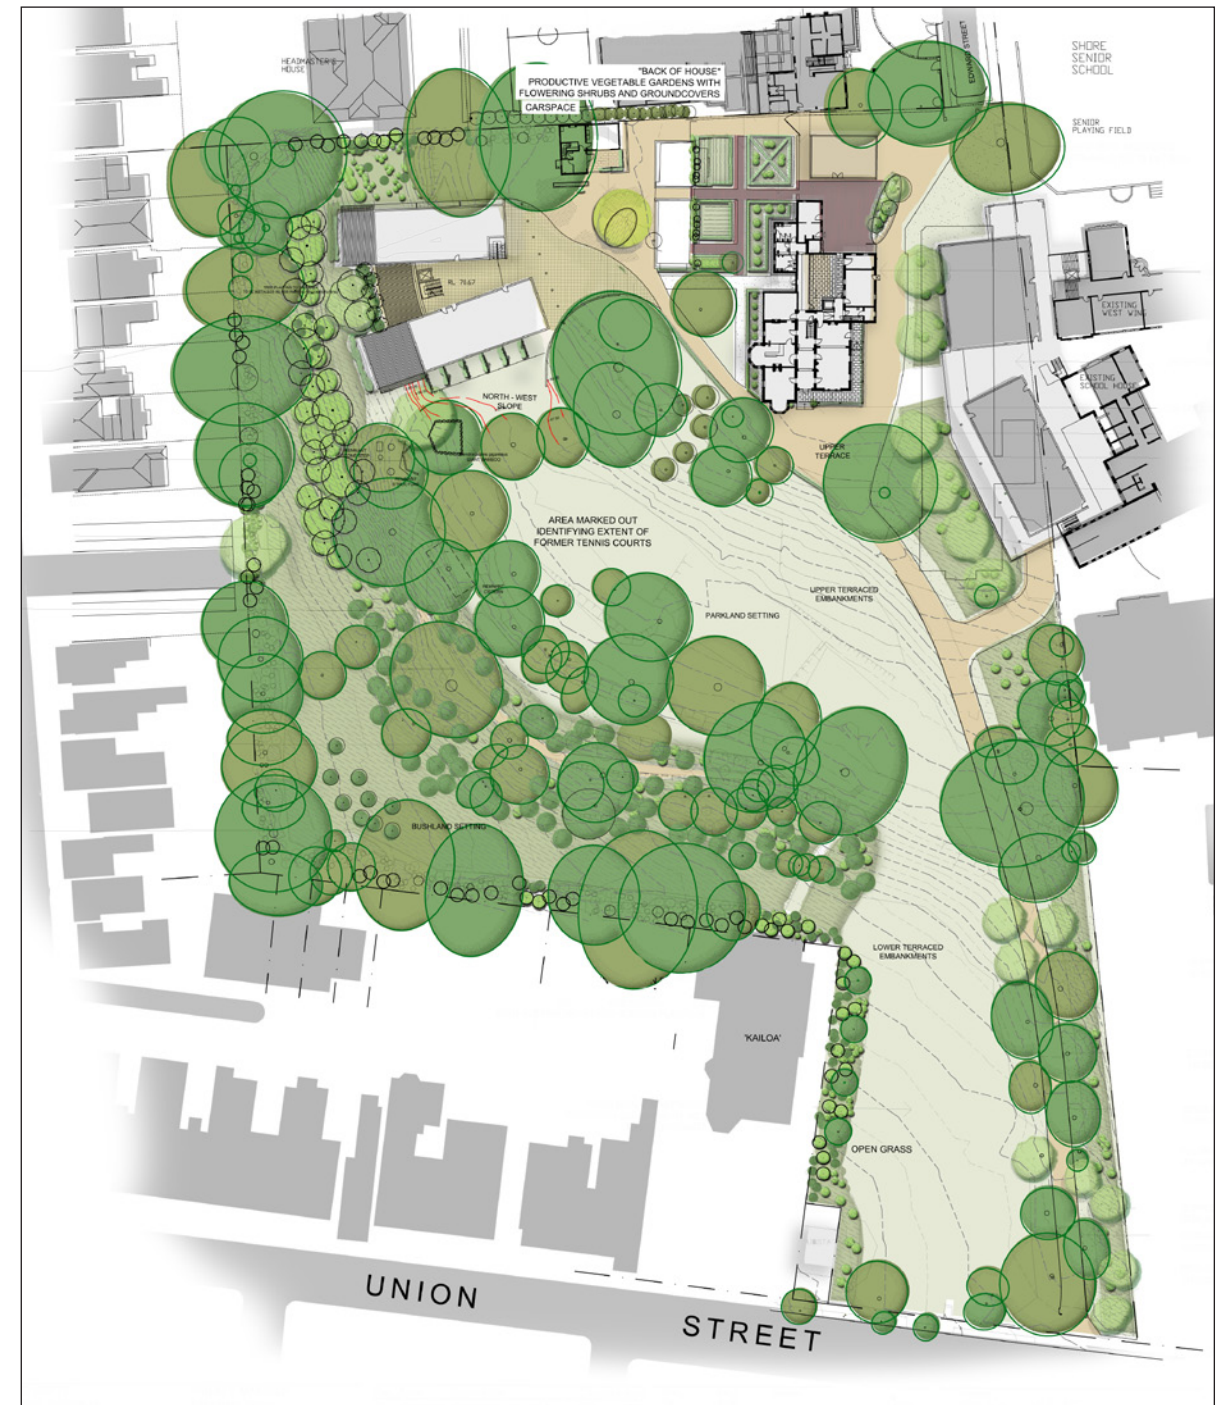 HEADMASTER'S
HOUSE
"BACK OF HOUSE"
PRODUCTIVE VEGETABLE GARDENS WITH
FLOWERING SHRUBS AND GROUNDCOVERS
CARSPACE
EDWARD STREET
SHORE
SENIOR
SCHOOL
SENIOR
PLAYING FIELD
RL 71.67
EXISTING
WEST WING
EXISTING
SCHOOL HOUSE
NORTH - WEST
SLOPE
UPPER
TERRACE
AREA MARKED OUT
IDENTIFYING EXTENT OF
FORMER TENNIS COURTS
UPPER TERRACED
EMBANKMENTS
PARKLAND SETTING
BUSHLAND SETTING
LOWER TERRACED
EMBANKMENTS
'KAILOA'
OPEN GRASS
UNION
STREET